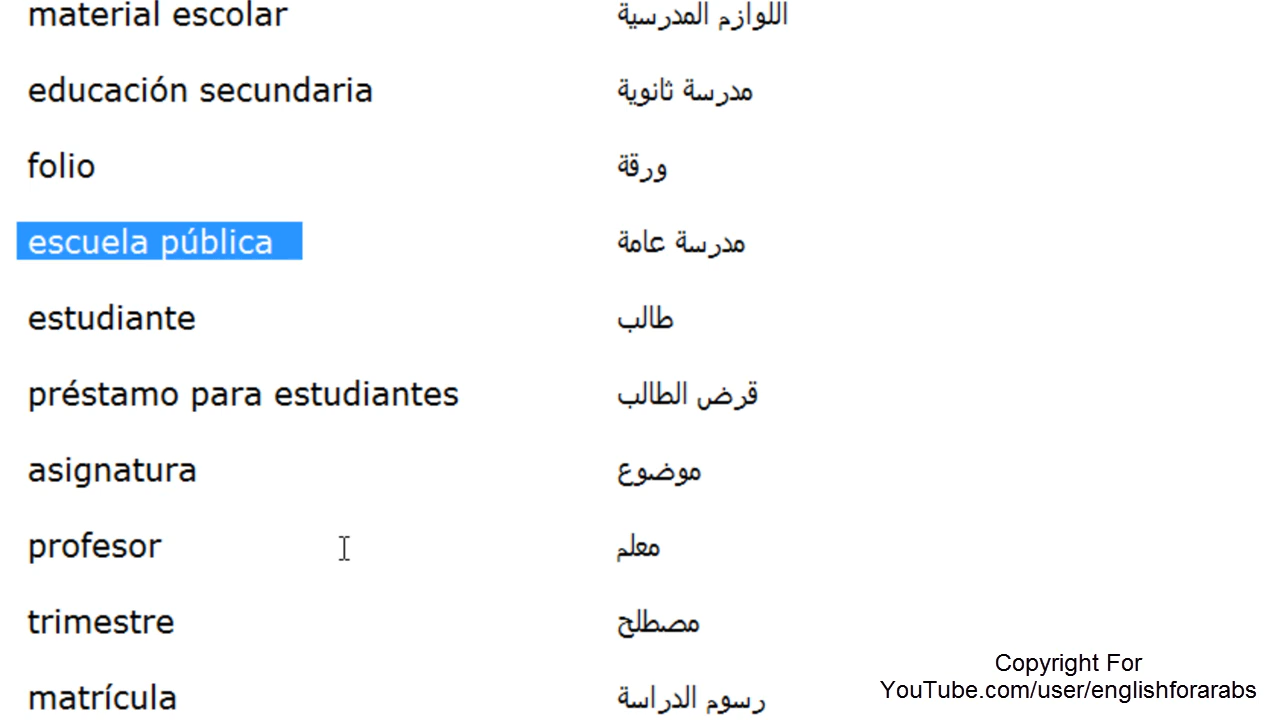 material escolar اللوازم المدرسية
educación secundaria مدرسة ثانوية
folio ورقة
escuela pública مدرسة عامة
estudiante طالب
préstamo para estudiantes قرض الطالب
asignatura موضوع
profesor معلم
trimestre مصطلح
matrícula رسوم الدراسة
Copyright For
YouTube.com/user/englishforarabs